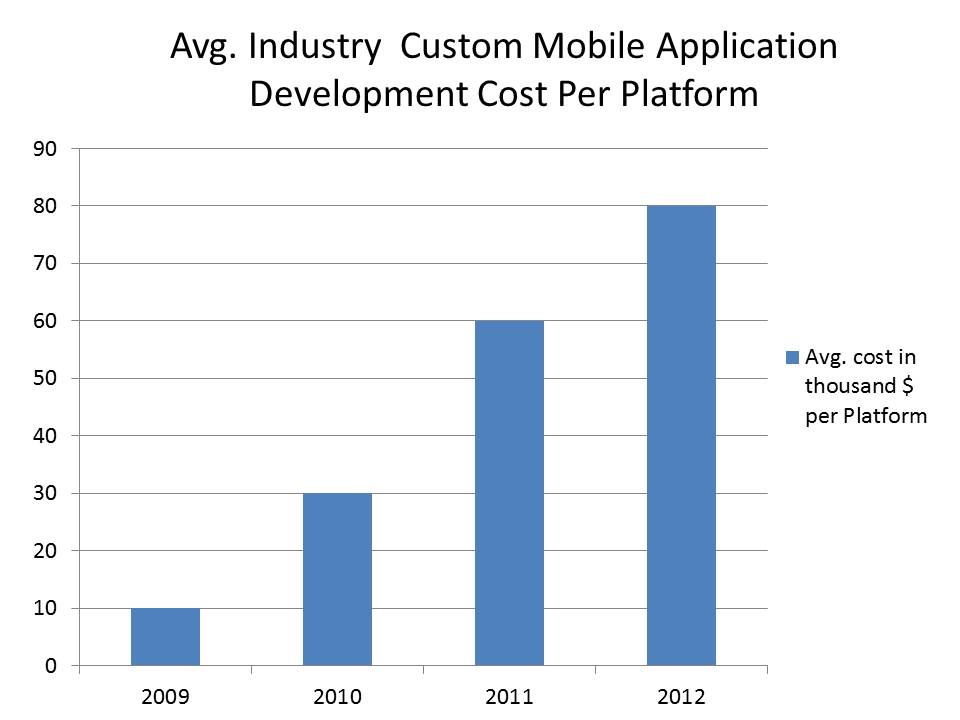 Avg. Industry  Custom Mobile Application
Development Cost Per Platform
90
80
70
60
50
40
30
20
10
0
2009 2010 2011 2012
Avg. cost in
thousand $
per Platform